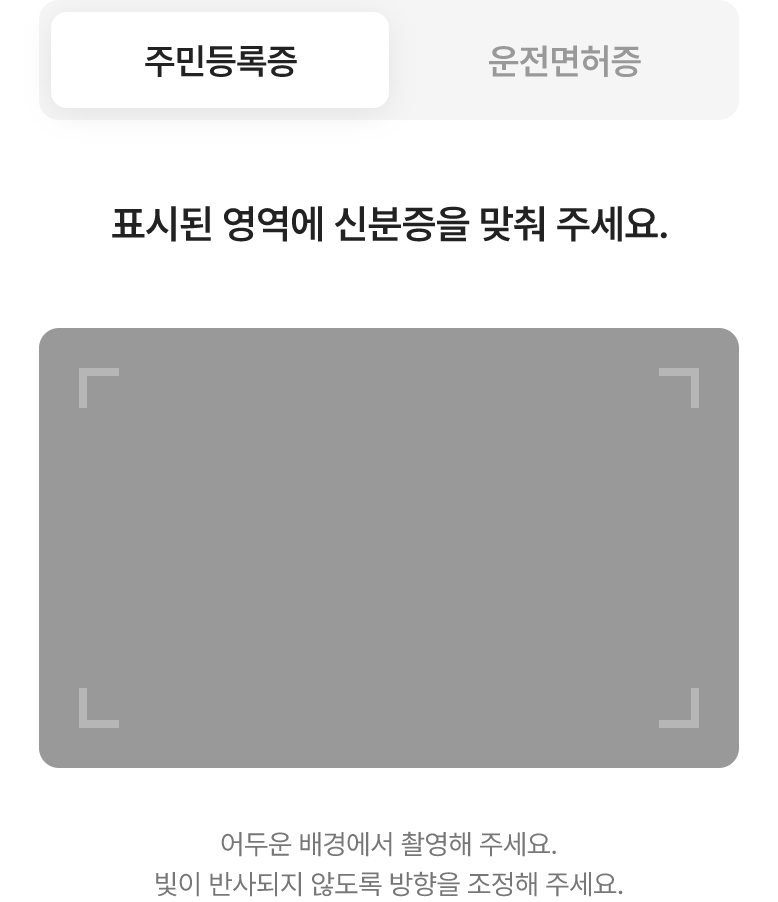 주민등록증
운전면허증
표시된 영역에 신분증을 맞춰 주세요.
어두운 배경에서 촬영해 주세요.
빛이 반사되지 않도록 방향을 조정해 주세요.